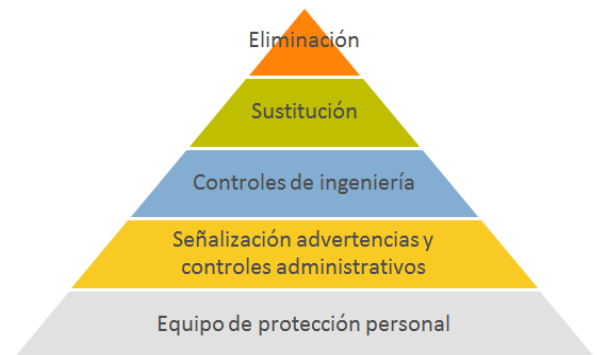 Eliminación
Sustitución
Controles de ingeniería
Señalización advertencias y
controles administrativos
Equipo de protección personal